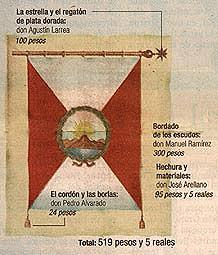 La estrella y el regatón
de plata dorada:
don Agustín Larrea
100 pesos
Bordado
de los escudos:
don Manuel Ramírez
300 pesos
Hechura y
materiales:
don José Arellano
95 pesos y 5 reales
El cordón y las borlas:
don Pedro Alvarado
24 pesos
Total: 519 pesos y 5 reales